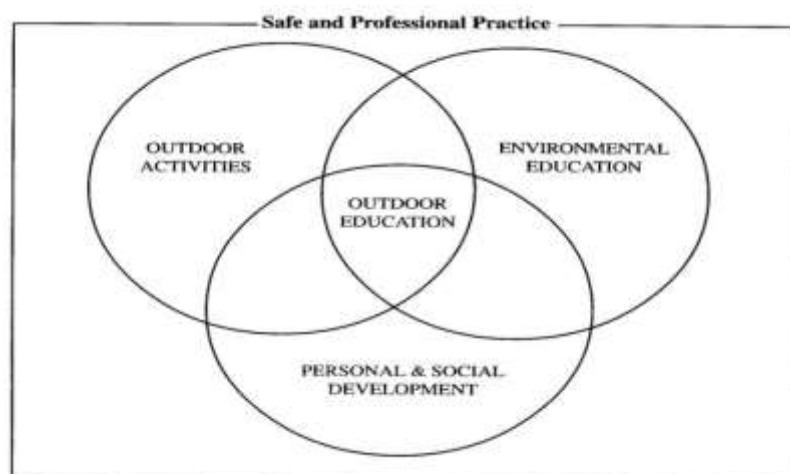 Safe and Professional Practice
OUTDOOR
ACTIVITIES
ENVIRONMENTAL
EDUCATION
OUTDOOR
EDUCATION
PERSONAL & SOCIAL
DEVELOPMENT